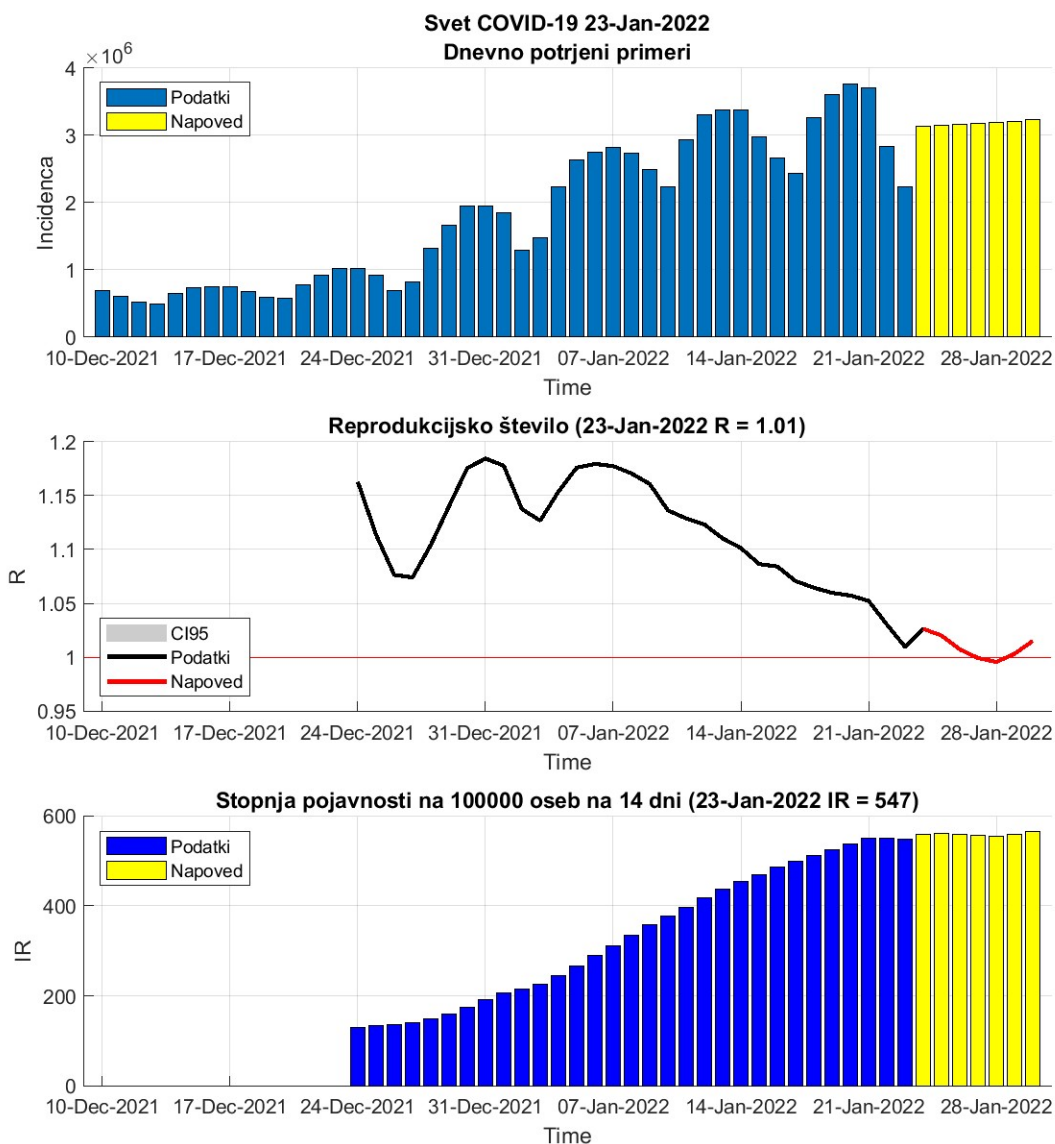 Svet COVID-19 23-Jan-2022
Dnevno potrjeni primeri
×10^6
4
3
2
1
0
Incidenca
Podatki
Napoved
10-Dec-2021 17-Dec-2021 24-Dec-2021 31-Dec-2021 07-Jan-2022 14-Jan-2022 21-Jan-2022 28-Jan-2022
Time
Reprodukcijsko število (23-Jan-2022 R = 1.01)
1.2
1.15
1.1
1.05
1
0.95
R
CI95
Podatki
Napoved
10-Dec-2021 17-Dec-2021 24-Dec-2021 31-Dec-2021 07-Jan-2022 14-Jan-2022 21-Jan-2022 28-Jan-2022
Time
Stopnja pojavnosti na 100000 oseb na 14 dni (23-Jan-2022 IR = 547)
600
400
200
0
IR
Podatki
Napoved
10-Dec-2021 17-Dec-2021 24-Dec-2021 31-Dec-2021 07-Jan-2022 14-Jan-2022 21-Jan-2022 28-Jan-2022
Time